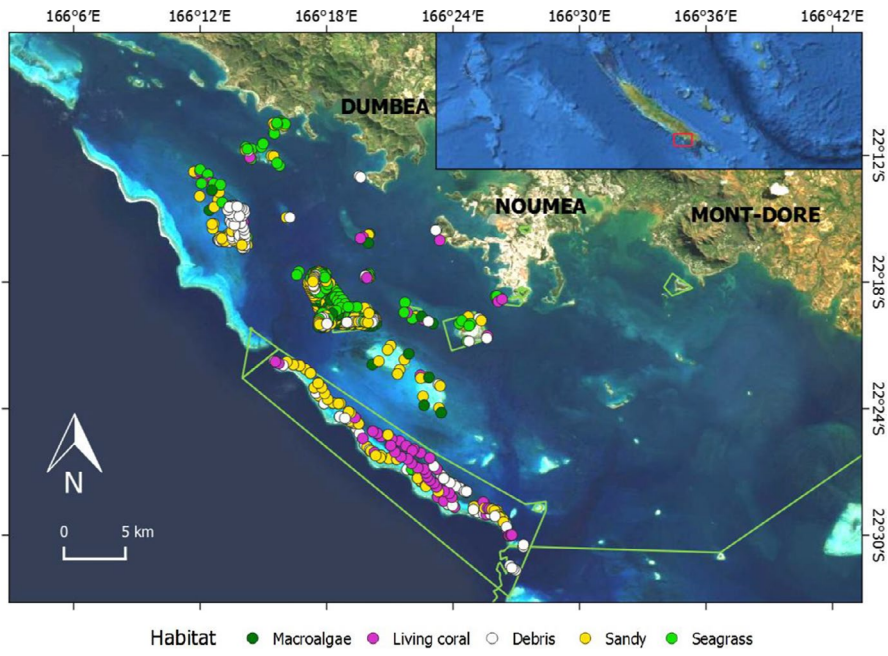 166°6'E 166°12'E 166°18'E 166°24'E 166°30'E 166°36'E 166°42'E
DUMBEA
22°12'S
NOUMEA
MONT-DORE
22°18'S
22°24'S
N
0 5 km
22°30'S
Habitat Macroalgae Living coral Debris Sandy Seagrass